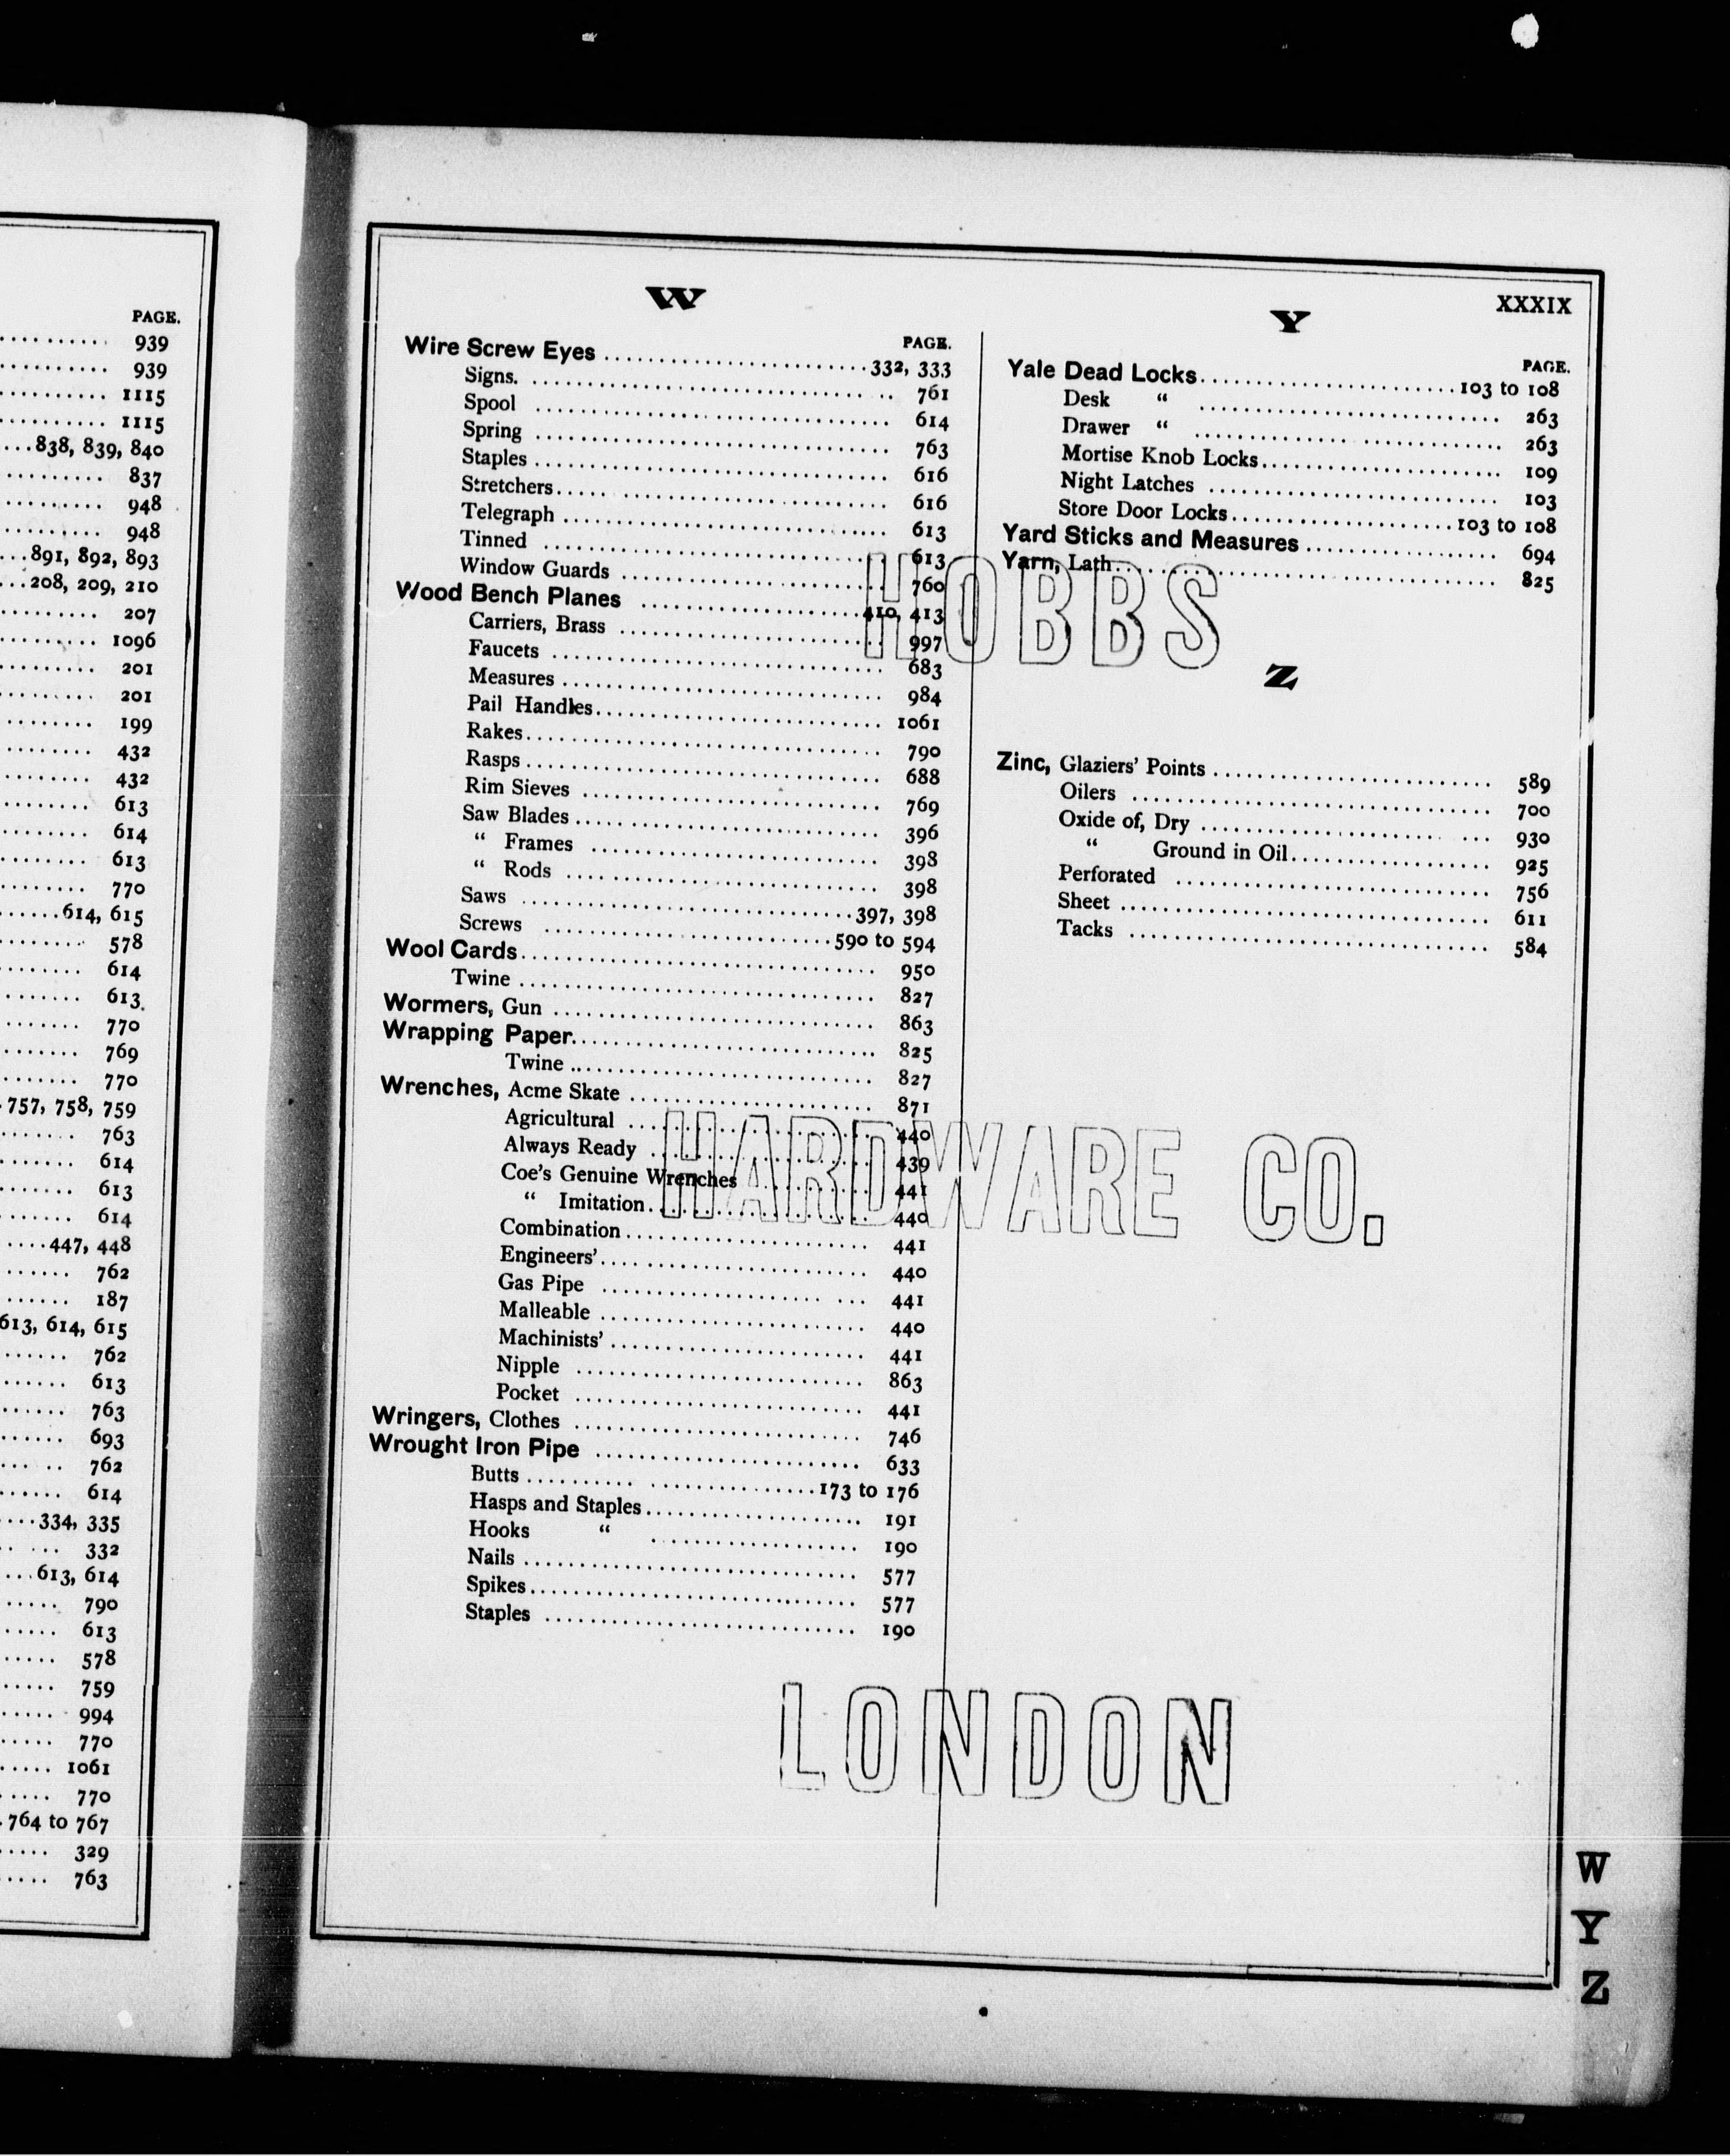 PAGE.
939
939
1115
1115
838, 839, 840
837
948
948
891, 892, 893
208, 209, 210
207
1096
201
201
199
432
432
613
614
613
770
614, 615
578
614
613
770
769
770
757, 758, 759
763
614
613
614
447, 448
762
187
613, 614, 615
762
613
763
693
762
614
334, 335
332
613, 614
790
613
578
759
994
770
1061
770
764 to 767
329
763
W
PAGE.
Wire Screw Eyes 332, 333
Signs. 761
Spool 614
Spring 763
Staples 616
Stretchers 616
Telegraph 613
Tinned 613
Window Guards 760
Wood Bench Planes 410, 413
Carriers, Brass 997
Faucets 683
Measures 984
Pail Handles 1061
Rakes 790
Rasps 688
Rim Sieves 769
Saw Blades 396
“ Frames 398
“ Rods 398
Saws 397, 398
Screws 590 to 594
Wool Cards 950
Twine 827
Wormers, Gun 863
Wrapping Paper 825
Twine 827
Wrenches, Acme Skate 871
Agricultural 440
Always Ready 439
Coe's Genuine Wrenches 441
“ Imitation 440
Combination 441
Engineers' 440
Gas Pipe 441
Malleable 440
Machinists' 441
Nipple 863
Pocket 441
Wringers, Clothes 746
Wrought Iron Pipe 633
Butts 173 to 176
Hasps and Staples 191
Hooks “ 190
Nails 577
Spikes 577
Staples 190
XXXIX
Y
PAGE.
Yale Dead Locks 103 to 108
Desk “ 263
Drawer “ 263
Mortise Knob Locks 109
Night Latches 103
Store Door Locks 103 to 108
Yard Sticks and Measures 694
Yarn, Lath 825
Z
Zinc, Glaziers' Points 589
Oilers 700
Oxide of, Dry 930
“ Ground in Oil 925
Perforated 756
Sheet 611
Tacks 584
HOBBS
HARDWARE CO.
LONDON
W
Y
Z